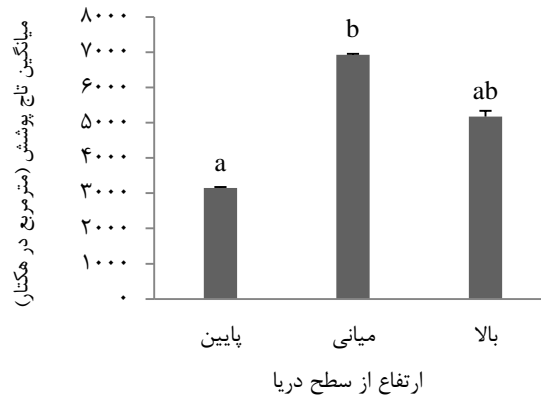 میانگین تاج پوشش (مترمربع در هکتار)
۸۰۰۰
۷۰۰۰
۶۰۰۰
۵۰۰۰
۴۰۰۰
۳۰۰۰
۲۰۰۰
۱۰۰۰
۰
a
b
ab
پایین
میانی
بالا
ارتفاع از سطح دریا